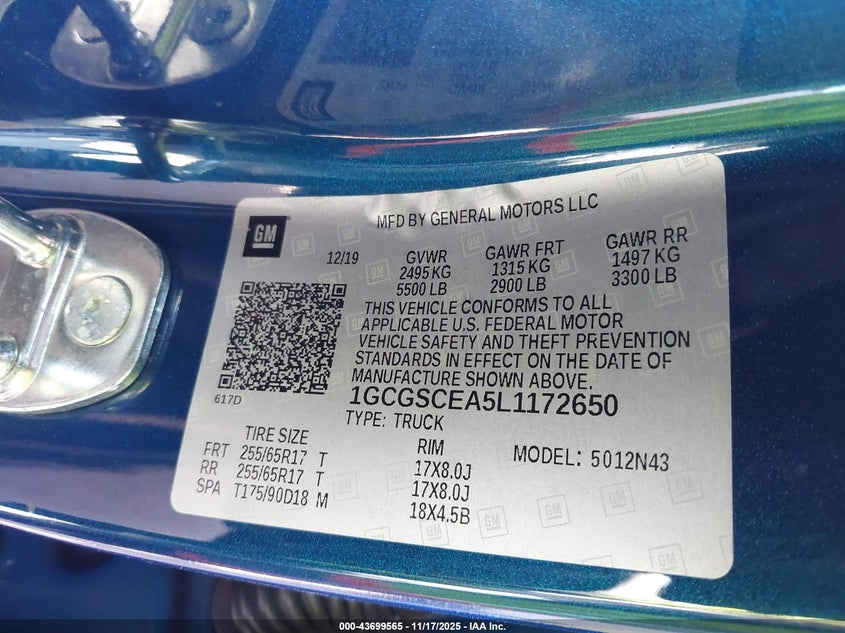 GM
MFD BY GENERAL MOTORS LLC
12/19
GVWR GAWR FRT GAWR RR
2495 KG 1315 KG 1497 KG
5500 LB 2900 LB 3300 LB
THIS VEHICLE CONFORMS TO ALL
APPLICABLE U.S. FEDERAL MOTOR
VEHICLE SAFETY AND THEFT PREVENTION
STANDARDS IN EFFECT ON THE DATE OF
MANUFACTURE SHOWN ABOVE.
617D
1GCGSCEA5L1172650
TYPE: TRUCK
TIRE SIZE RIM MODEL: 5012N43
FRT 255/65R17 T 17X8.0J
RR 255/65R17 T 17X8.0J
SPA T175/90D18 M 18X4.5B
000-43699565 - 11/17/2025 - IAA Inc.